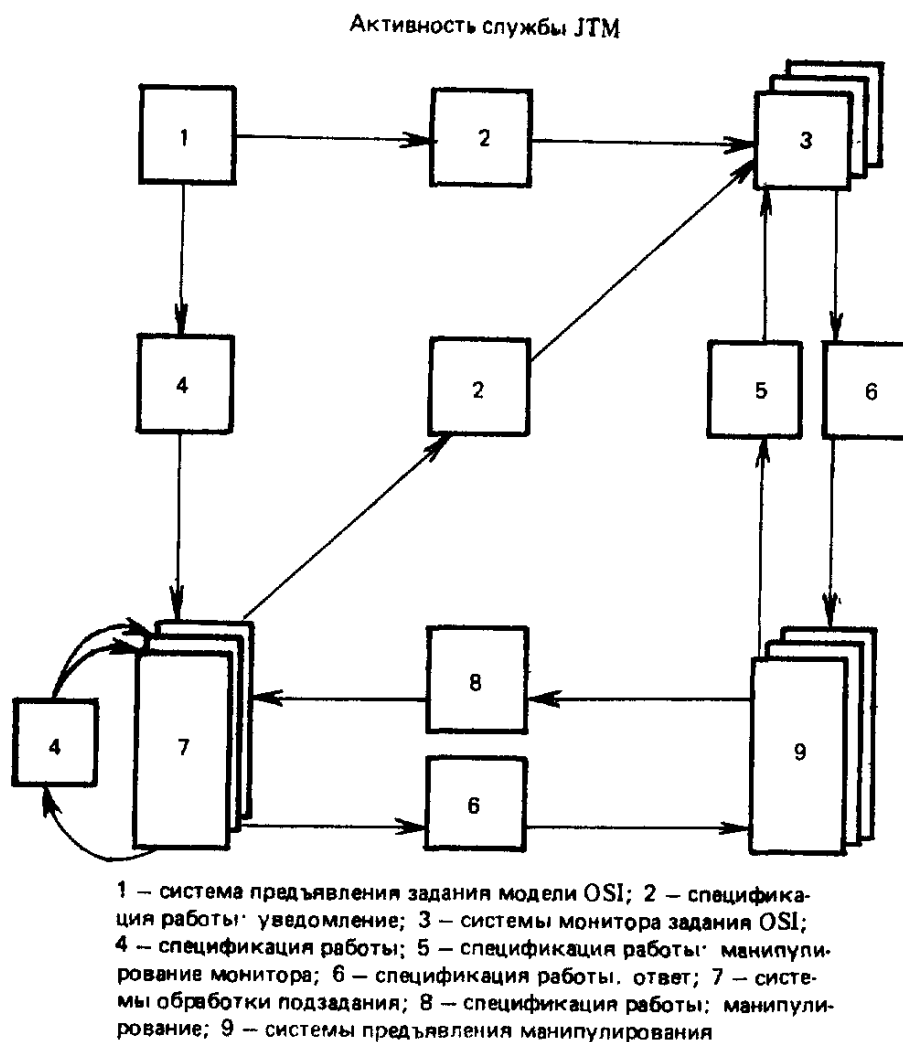 Активность службы JTM
1
2
3
4
2
5
6
4
7
8
6
9
1 — система предъявления задания модели OSI; 2 — специфика-
ция работы· уведомление; 3 — системы монитора задания OSI;
4 — спецификация работы; 5 — спецификация работы· манипули-
рование монитора; 6 — спецификация работы. ответ; 7 — систе-
мы обработки подзадания; 8 — спецификация работы; манипули-
рование; 9 — системы предъявления манипулирования